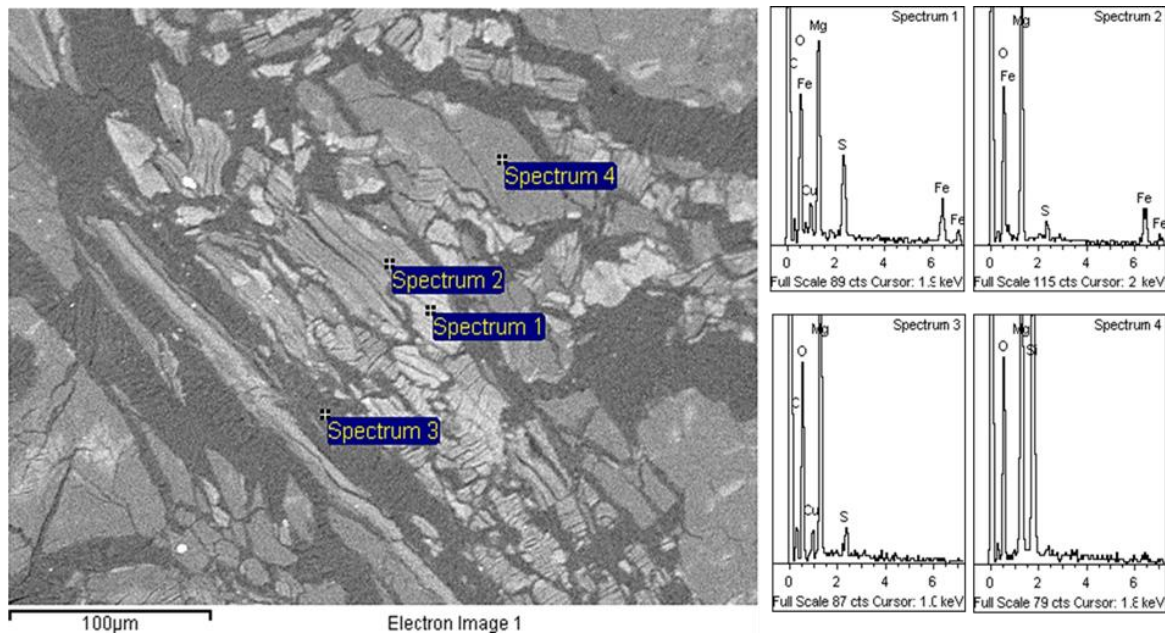 Spectrum 4
Spectrum 2
Spectrum 1
Spectrum 3
100µm
Electron Image 1
Spectrum 1
Mg
O
C
Fe
S
Cu
Fe
Fe
0 2 4 6
Full Scale 89 cts Cursor: 1.9 keV
Spectrum 2
Mg
O
Fe
S
Fe
Fe
0 2 4 6
Full Scale 115 cts Cursor: 2 keV
Spectrum 3
Mg
O
C
Cu
S
0 2 4 6
Full Scale 87 cts Cursor: 1.0 keV
Spectrum 4
Mg
O
Si
0 2 4 6
Full Scale 79 cts Cursor: 1.8 keV